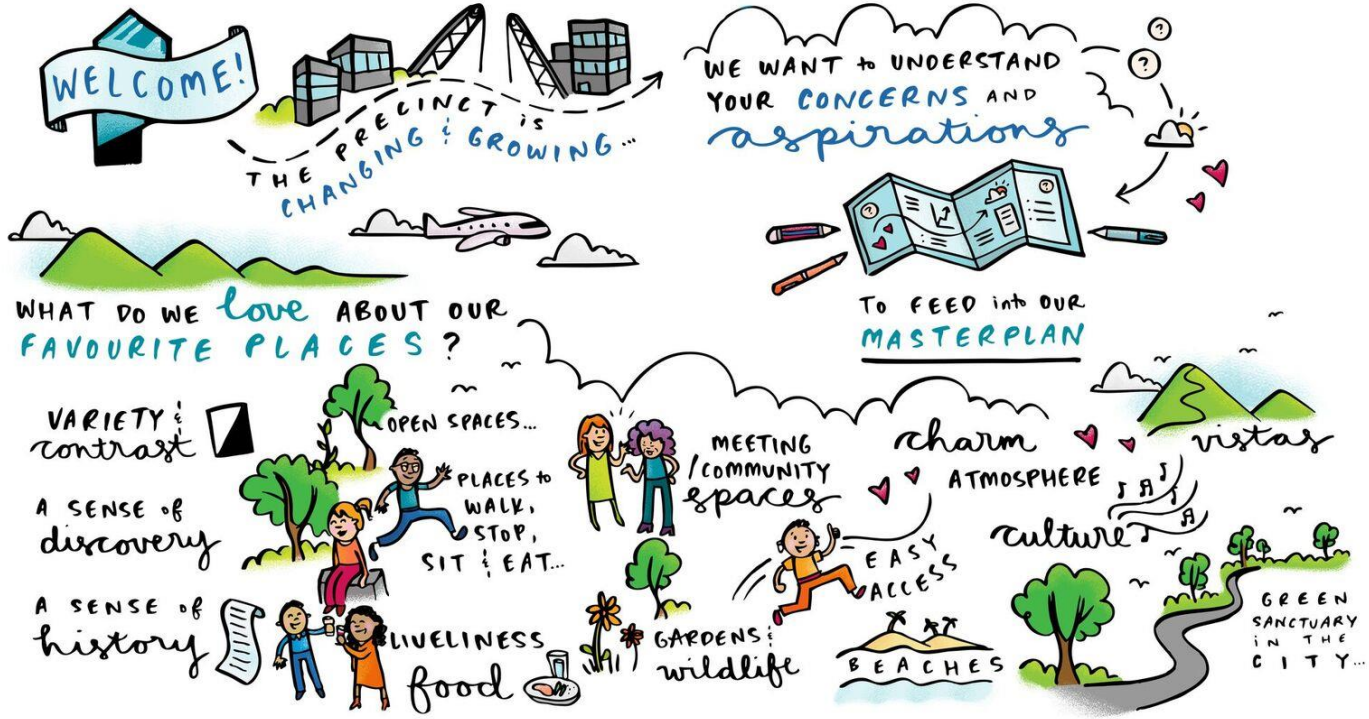 WELCOME!
THE PRECINCT is
CHANGING & GROWING...
WE WANT to UNDERSTAND
YOUR CONCERNS AND
aspirations
TO FEED into OUR
MASTERPLAN
WHAT DO WE love ABOUT OUR
FAVOURITE PLACES?
VARIETY &
contrast
A SENSE of
discovery
A SENSE of
history
OPEN SPACES...
PLACES to
WALK,
STOP,
SIT & EAT...
LIVELINESS
food
MEETING
/COMMUNITY
spaces
GARDENS &
wildlife
EASY
ACCESS
BEACHES
charm
ATMOSPHERE
culture
vistas
GREEN
SANCTUARY
iN THE
CITY...